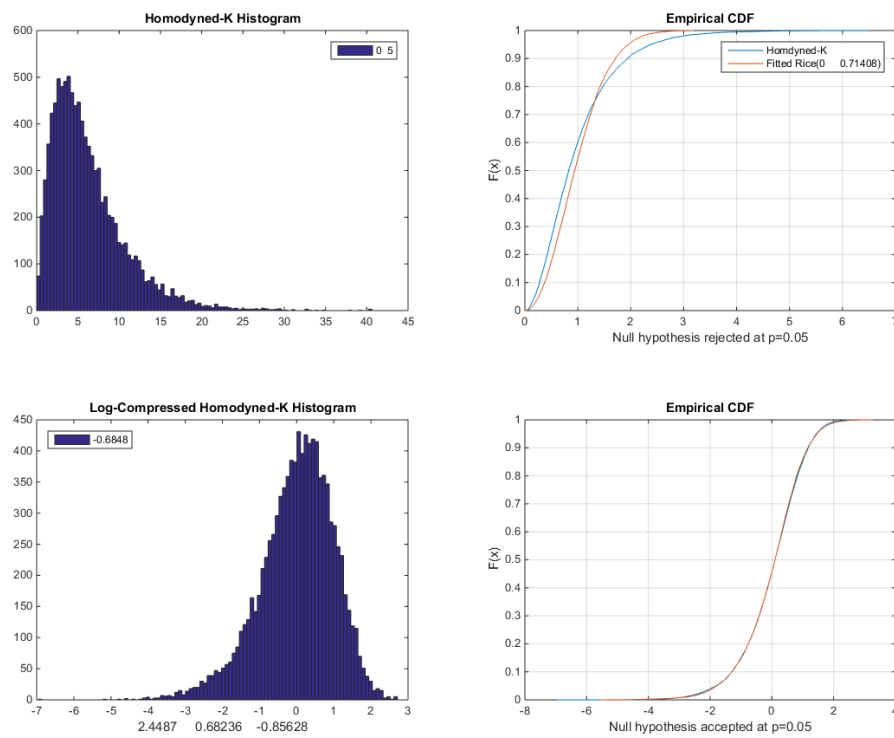 Homodyned-K Histogram
600
500
400
300
200
100
0
0 5 10 15 20 25 30 35 40 45
0 5
Empirical CDF
1
0.9
0.8
0.7
0.6
0.5
0.4
0.3
0.2
0.1
0
F(x)
0 1 2 3 4 5 6 7
Homdyned-K
Fitted Rice(0 0.71408)
Null hypothesis rejected at p=0.05
Log-Compressed Homodyned-K Histogram
450
400
350
300
250
200
150
100
50
0
-7 -6 -5 -4 -3 -2 -1 0 1 2 3
-0.6848
2.4487 0.68236 -0.85628
Empirical CDF
1
0.9
0.8
0.7
0.6
0.5
0.4
0.3
0.2
0.1
0
F(x)
-6 -4 -2 0 2 4
Null hypothesis accepted at p=0.05